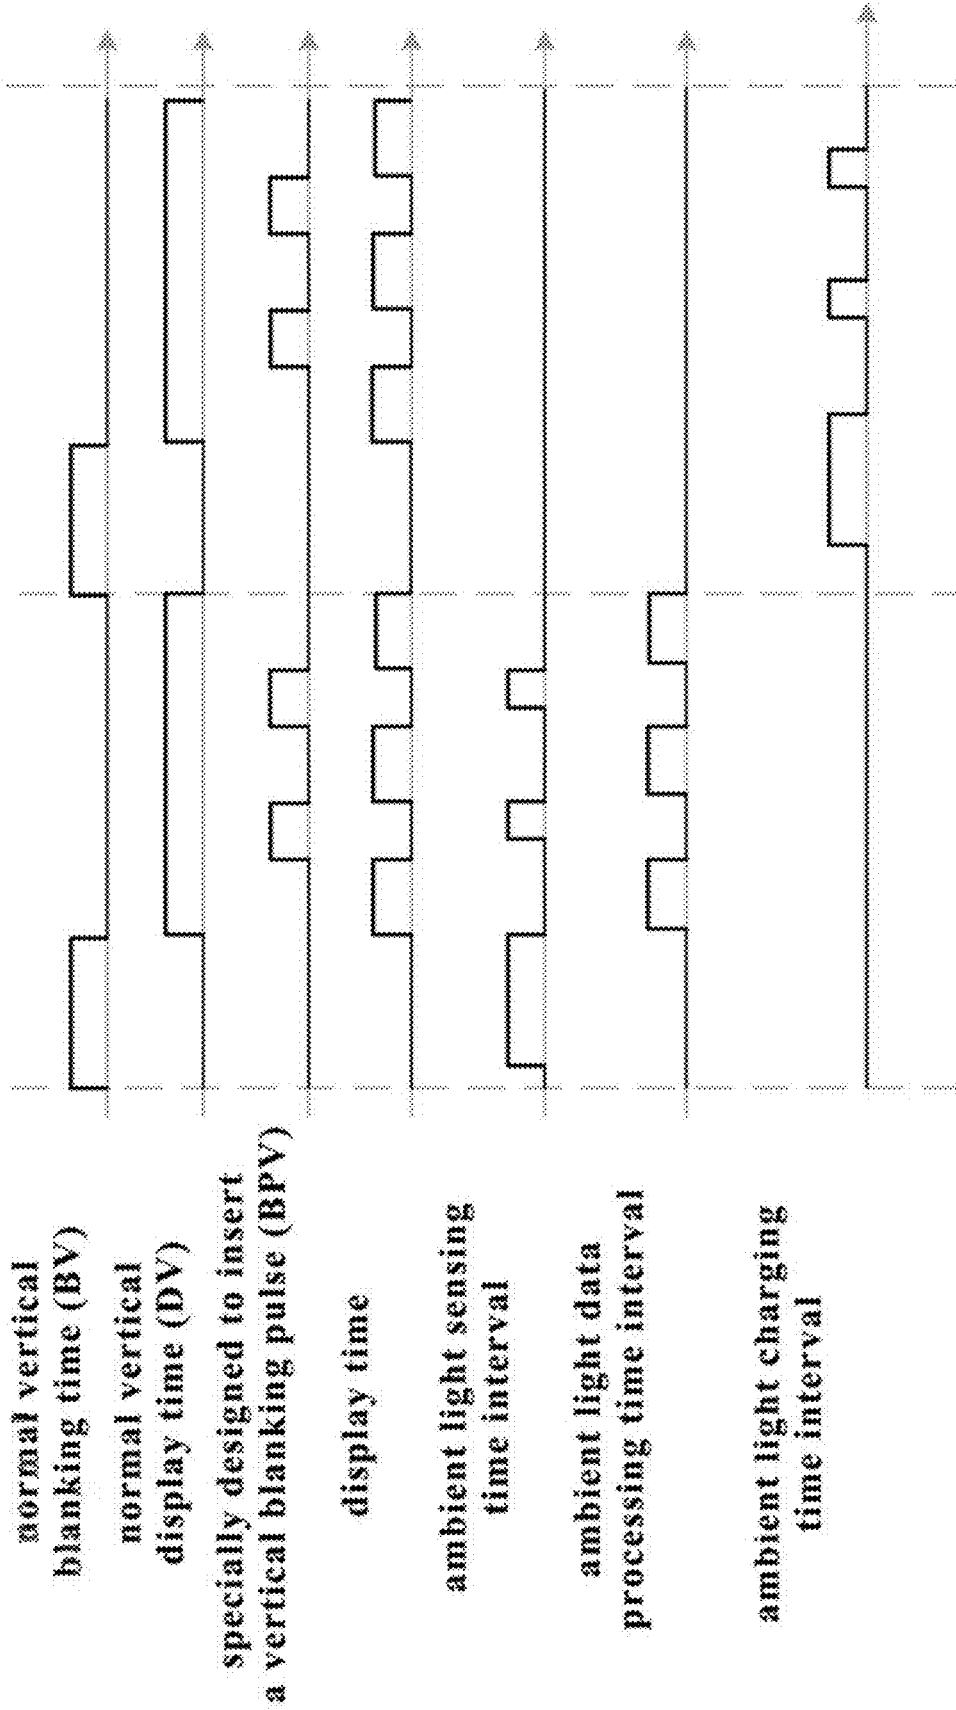 normal vertical
blanking time (BV)
normal vertical
display time (DV)
specially designed to insert
a vertical blanking pulse (BPV)
display time
ambient light sensing
time interval
ambient light data
processing time interval
ambient light charging
time interval